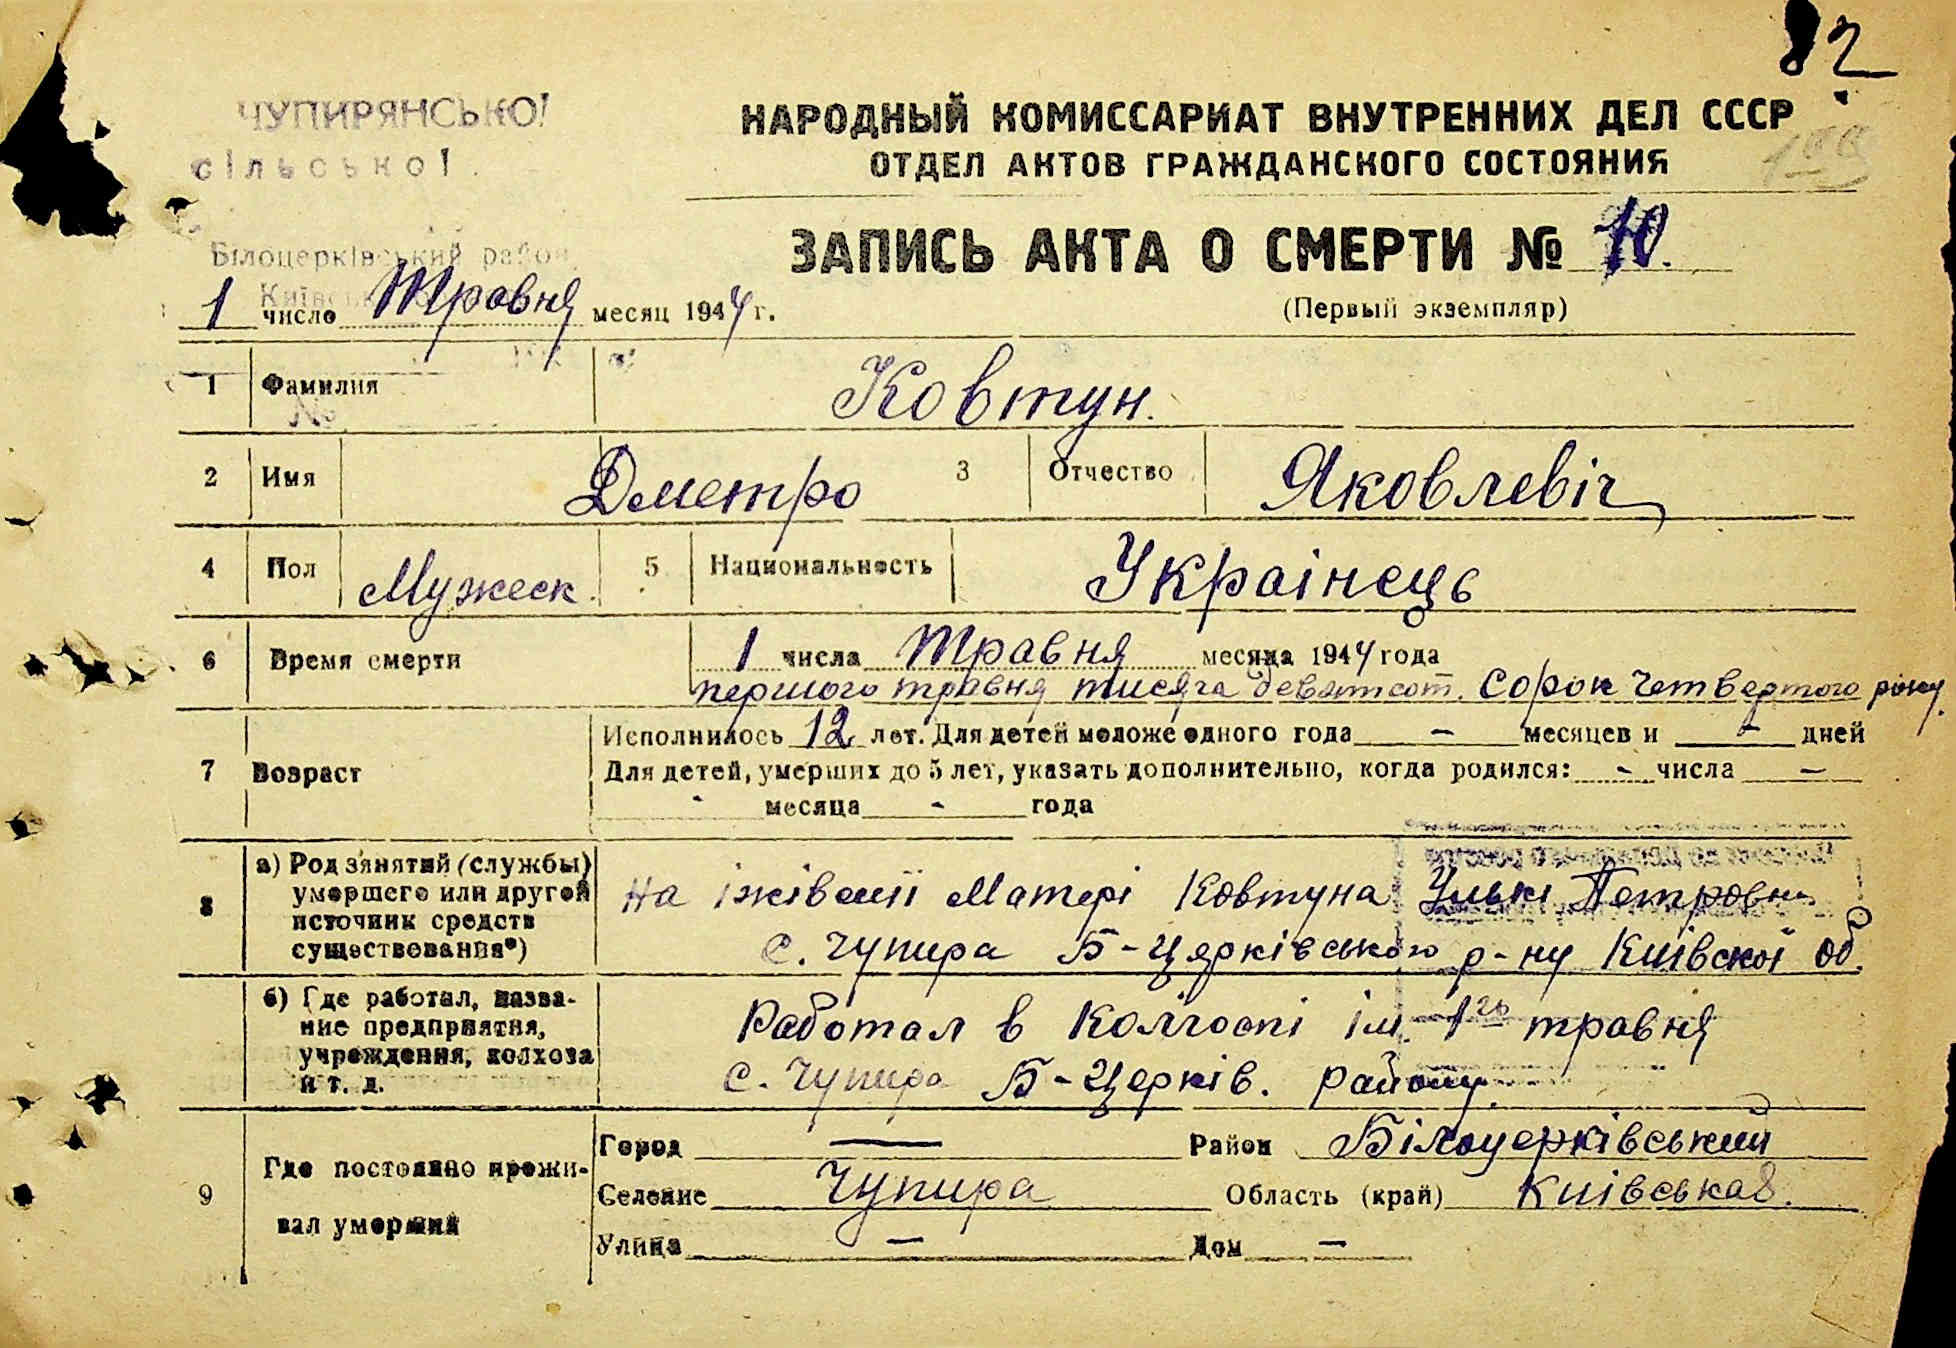 82
ЧУПИРЯНСЬКОЇ
сільської
НАРОДНЫЙ КОМИССАРИАТ ВНУТРЕННИХ ДЕЛ СССР
ОТДЕЛ АКТОВ ГРАЖДАНСКОГО СОСТОЯНИЯ
Білоцерківський район
ЗАПИСЬ АКТА О СМЕРТИ № 10.
(Первый экземпляр)
1 число Травня месяц 1944 г.
1 Фамилия Ковтун.
2 Имя Дметро 3 Отчество Яковлевіч
4 Пол Мужеск. 5 Национальность Украінець
6 Время смерти 1 числа Травня месяца 1944 года
першого травня тисяча девятсот. Сорок Четвертого року.
Исполнилось 12 лет. Для детей моложе одного года - месяцев и - дней
7 Возраст Для детей, умерших до 5 лет, указать дополнительно, когда родился: - числа -
- месяца - года
8 а) Род занятий (службы) умершего или другой источник средств существования*) На іжівенії Матері Ковтуна Петровни
с. Чупира Б-Церківського р-ну Київскої об.
б) Где работал, название предприятия, учреждения, колхоза и т. д. Работал в Колгоспі ім. 1го травня
с. Чупира Б-Церків. району.
9 Где постоянно проживал умерший Город — Район Білоцерківський
Селение Чупира Область (край) Київська об.
Улица — Дом —